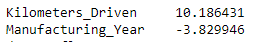 Kilometers_Driven 10.186431
Manufacturing_Year -3.829946